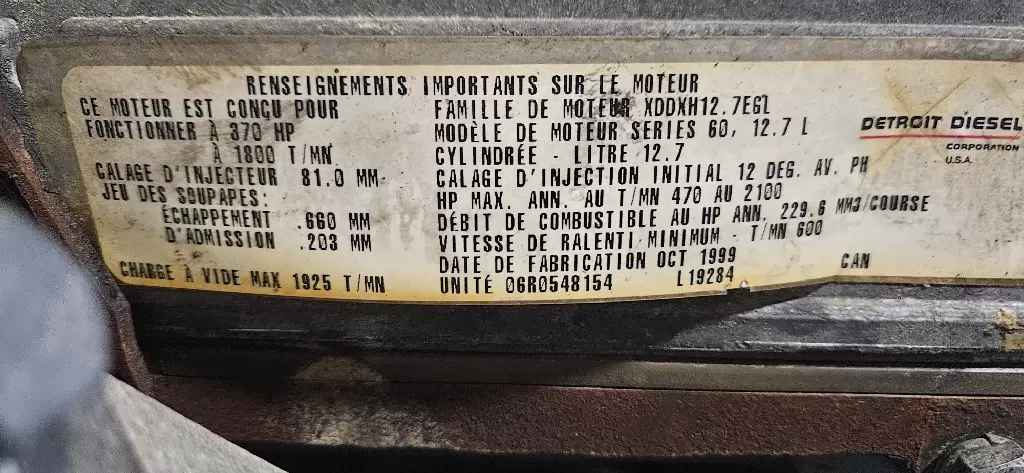 RENSEIGNEMENTS IMPORTANTS SUR LE MOTEUR
CE MOTEUR EST CONÇU POUR
FONCTIONNER À 370 HP
À 1800 T/MN
CALAGE D'INJECTEUR 81.0 MM
JEU DES SOUPAPES:
ÉCHAPPEMENT .660 MM
D'ADMISSION .203 MM
CHARGE À VIDE MAX 1925 T/MN
FAMILLE DE MOTEUR XDDXH12.7EGL
MODÈLE DE MOTEUR SERIES 60, 12.7 L
CYLINDRÉE - LITRE 12.7
CALAGE D'INJECTION INITIAL 12 DEG. AV. PH
HP MAX. ANN. AU T/MN 470 AU 2100
DÉBIT DE COMBUSTIBLE AU HP ANN. 229.6 MM3/COURSE
VITESSE DE RALENTI MINIMUM - T/MN 600
DATE DE FABRICATION OCT 1999
UNITÉ 06R0548154 L19284
CAN
DETROIT DIESEL
CORPORATION
U.S.A.